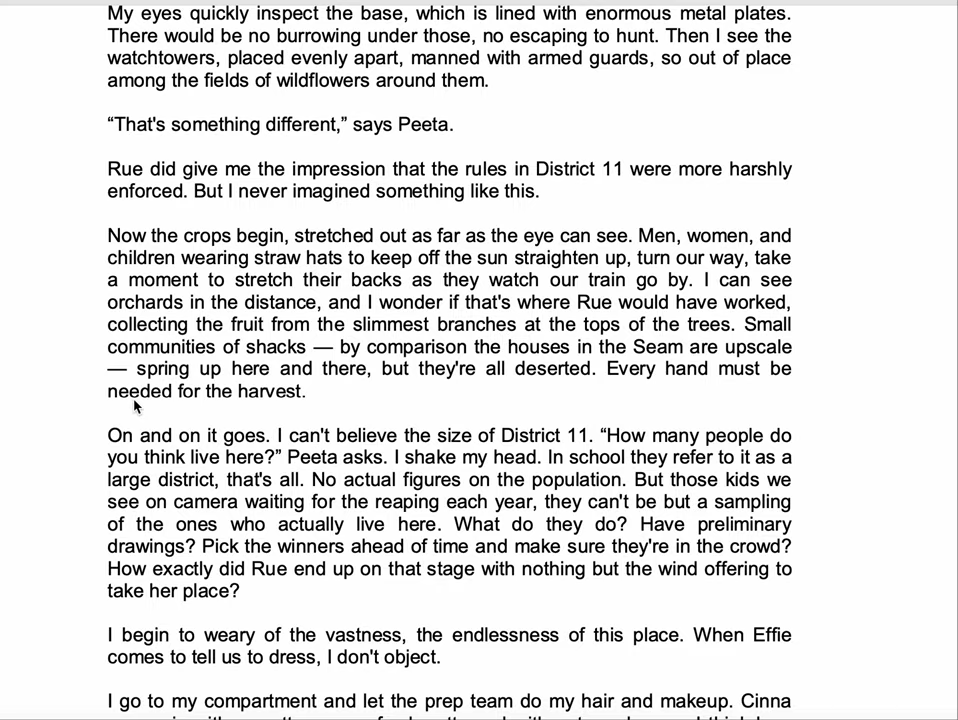 My eyes quickly inspect the base, which is lined with enormous metal plates.
There would be no burrowing under those, no escaping to hunt. Then I see the
watchtowers, placed evenly apart, manned with armed guards, so out of place
among the fields of wildflowers around them.
“That's something different,” says Peeta.
Rue did give me the impression that the rules in District 11 were more harshly
enforced. But I never imagined something like this.
Now the crops begin, stretched out as far as the eye can see. Men, women, and
children wearing straw hats to keep off the sun straighten up, turn our way, take
a moment to stretch their backs as they watch our train go by. I can see
orchards in the distance, and I wonder if that's where Rue would have worked,
collecting the fruit from the slimmest branches at the tops of the trees. Small
communities of shacks — by comparison the houses in the Seam are upscale
— spring up here and there, but they're all deserted. Every hand must be
needed for the harvest.
On and on it goes. I can't believe the size of District 11. “How many people do
you think live here?” Peeta asks. I shake my head. In school they refer to it as a
large district, that's all. No actual figures on the population. But those kids we
see on camera waiting for the reaping each year, they can't be but a sampling
of the ones who actually live here. What do they do? Have preliminary
drawings? Pick the winners ahead of time and make sure they're in the crowd?
How exactly did Rue end up on that stage with nothing but the wind offering to
take her place?
I begin to weary of the vastness, the endlessness of this place. When Effie
comes to tell us to dress, I don't object.
I go to my compartment and let the prep team do my hair and makeup. Cinna